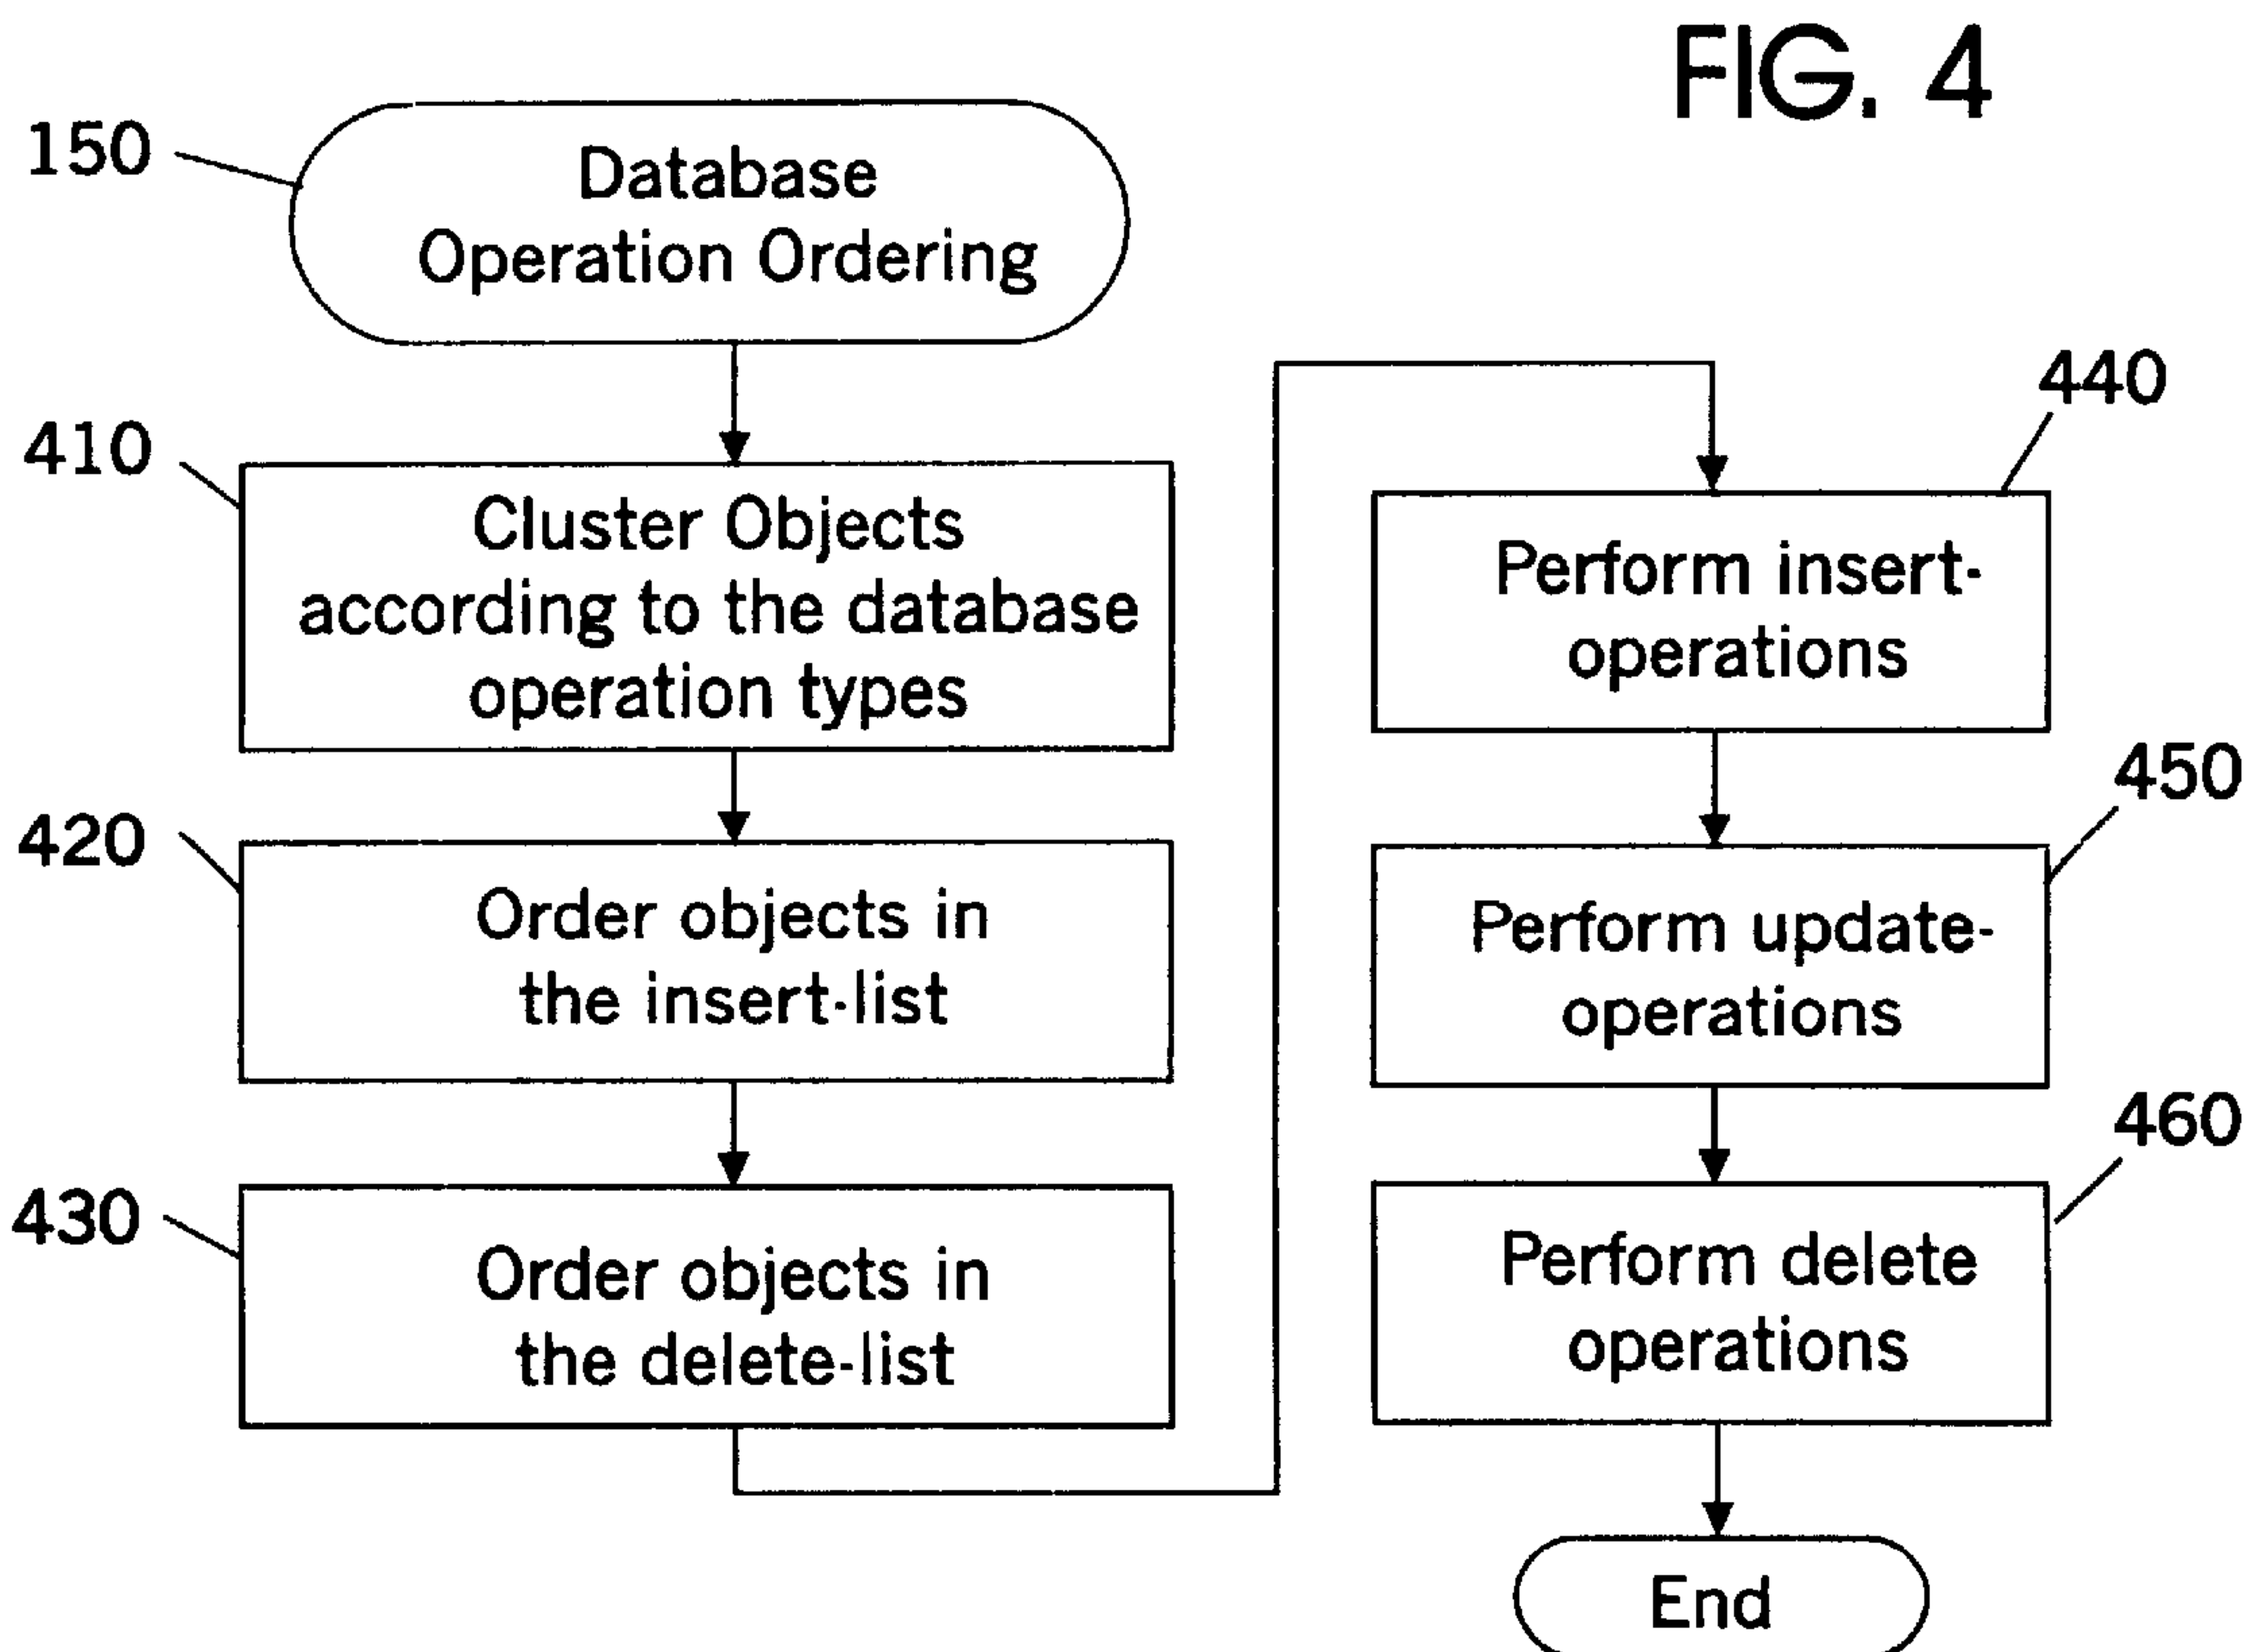 FIG. 4
150
Database
Operation Ordering
410
Cluster Objects
according to the database
operation types
420
Order objects in
the insert-list
430
Order objects in
the delete-list
440
Perform insert-
operations
450
Perform update-
operations
460
Perform delete
operations
End